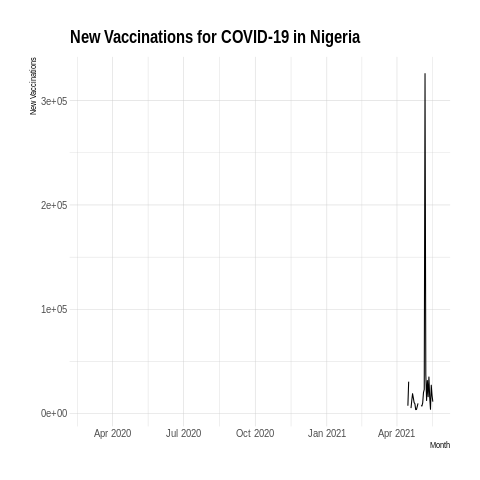 New Vaccinations for COVID-19 in Nigeria
New Vaccinations
3e+05
2e+05
1e+05
0e+00
Apr 2020 Jul 2020 Oct 2020 Jan 2021 Apr 2021
Month